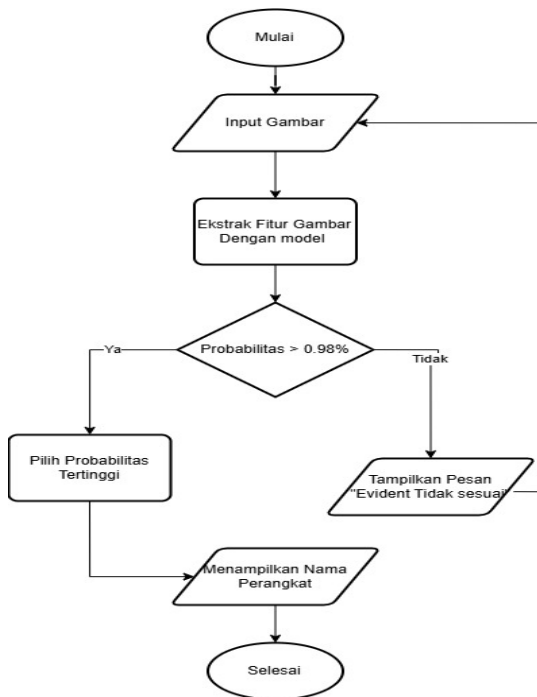 Mulai
Input Gambar
Ekstrak Fitur Gambar
Dengan model
Probabilitas > 0.98%
Ya
Tidak
Pilih Probabilitas
Tertinggi
Tampilkan Pesan
"Evident Tidak sesuai"
Menampilkan Nama
Perangkat
Selesai